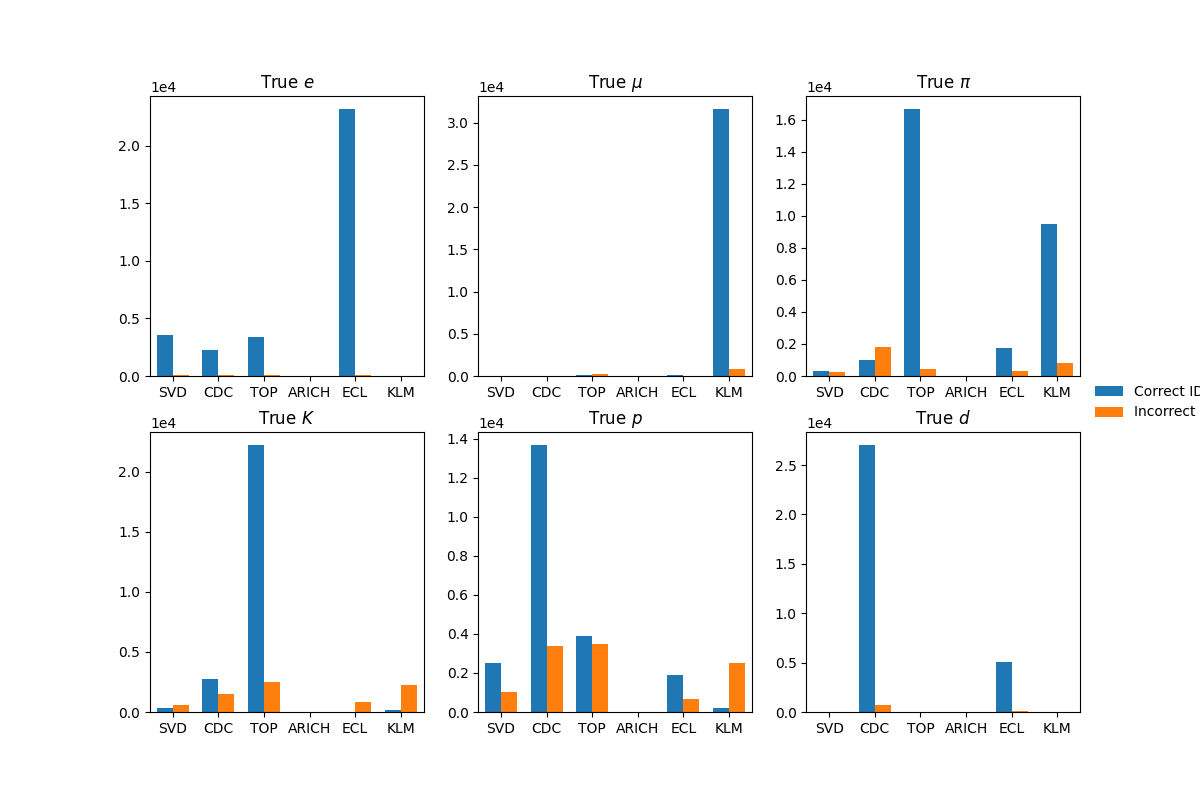 True e
True μ
True π
1e4
2.0
1.5
1.0
0.5
0.0
SVD CDC TOP ARICH ECL KLM
1e4
3.0
2.5
2.0
1.5
1.0
0.5
0.0
SVD CDC TOP ARICH ECL KLM
1e4
1.6
1.4
1.2
1.0
0.8
0.6
0.4
0.2
0.0
SVD CDC TOP ARICH ECL KLM
Correct ID
Incorrect
True K
True p
True d
1e4
2.0
1.5
1.0
0.5
0.0
SVD CDC TOP ARICH ECL KLM
1e4
1.4
1.2
1.0
0.8
0.6
0.4
0.2
0.0
SVD CDC TOP ARICH ECL KLM
1e4
2.5
2.0
1.5
1.0
0.5
0.0
SVD CDC TOP ARICH ECL KLM